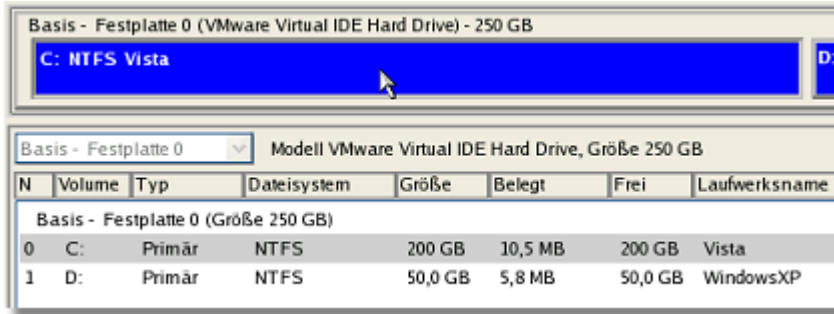 Basis - Festplatte 0 (VMware Virtual IDE Hard Drive) - 250 GB
C: NTFS Vista D:
Basis - Festplatte 0 Modell VMware Virtual IDE Hard Drive, Größe 250 GB
N Volume Typ Dateisystem Größe Belegt Frei Laufwerksname
Basis - Festplatte 0 (Größe 250 GB)
0 C: Primär NTFS 200 GB 10,5 MB 200 GB Vista
1 D: Primär NTFS 50,0 GB 5,8 MB 50,0 GB WindowsXP